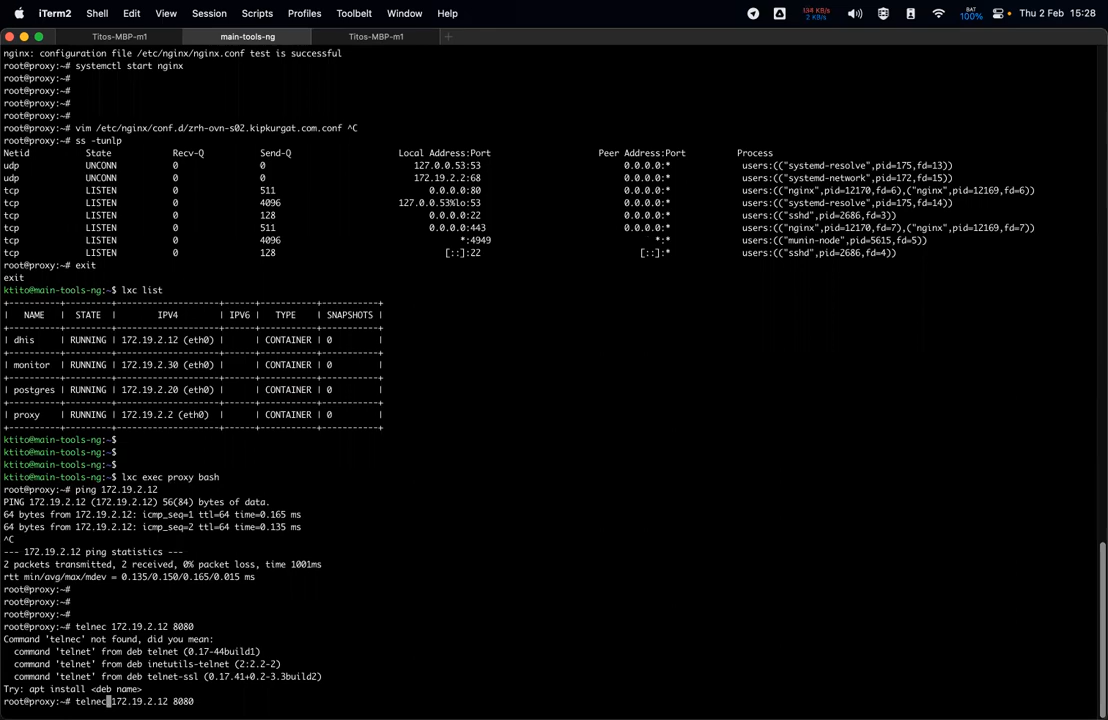 iTerm2 Shell Edit View Session Scripts Profiles Toolbelt Window Help 134 KB/s 2 KB/s BAT 100% Thu 2 Feb 15:28
Titos-MBP-m1 main-tools-ng Titos-MBP-m1 +
nginx: configuration file /etc/nginx/nginx.conf test is successful
root@proxy:~# systemctl start nginx
root@proxy:~#
root@proxy:~#
root@proxy:~#
root@proxy:~#
root@proxy:~# vim /etc/nginx/conf.d/zrh-ovn-s02.kipkurgat.com.conf ^C
root@proxy:~# ss -tunlp
Netid State Recv-Q Send-Q Local Address:Port Peer Address:Port Process
udp UNCONN 0 0 127.0.0.53:53 0.0.0.0:* users:(("systemd-resolve",pid=175,fd=13))
udp UNCONN 0 0 172.19.2.2:68 0.0.0.0:* users:(("systemd-network",pid=172,fd=15))
tcp LISTEN 0 511 0.0.0.0:80 0.0.0.0:* users:(("nginx",pid=12170,fd=6),("nginx",pid=12169,fd=6))
tcp LISTEN 0 4096 127.0.0.53%lo:53 0.0.0.0:* users:(("systemd-resolve",pid=175,fd=14))
tcp LISTEN 0 128 0.0.0.0:22 0.0.0.0:* users:(("sshd",pid=2686,fd=3))
tcp LISTEN 0 511 0.0.0.0:443 0.0.0.0:* users:(("nginx",pid=12170,fd=7),("nginx",pid=12169,fd=7))
tcp LISTEN 0 4096 *:4949 *:* users:(("munin-node",pid=5615,fd=5))
tcp LISTEN 0 128 [::]:22 [::]:* users:(("sshd",pid=2686,fd=4))
root@proxy:~# exit
exit
ktito@main-tools-ng:~$ lxc list
+----------+---------+--------------------+------+-----------+-----------+
| NAME | STATE | IPV4 | IPV6 | TYPE | SNAPSHOTS |
+----------+---------+--------------------+------+-----------+-----------+
| dhis | RUNNING | 172.19.2.12 (eth0) | | CONTAINER | 0 |
+----------+---------+--------------------+------+-----------+-----------+
| monitor | RUNNING | 172.19.2.30 (eth0) | | CONTAINER | 0 |
+----------+---------+--------------------+------+-----------+-----------+
| postgres | RUNNING | 172.19.2.20 (eth0) | | CONTAINER | 0 |
+----------+---------+--------------------+------+-----------+-----------+
| proxy | RUNNING | 172.19.2.2 (eth0) | | CONTAINER | 0 |
+----------+---------+--------------------+------+-----------+-----------+
ktito@main-tools-ng:~$
ktito@main-tools-ng:~$
ktito@main-tools-ng:~$
ktito@main-tools-ng:~$ lxc exec proxy bash
root@proxy:~# ping 172.19.2.12
PING 172.19.2.12 (172.19.2.12) 56(84) bytes of data.
64 bytes from 172.19.2.12: icmp_seq=1 ttl=64 time=0.165 ms
64 bytes from 172.19.2.12: icmp_seq=2 ttl=64 time=0.135 ms
^C
--- 172.19.2.12 ping statistics ---
2 packets transmitted, 2 received, 0% packet loss, time 1001ms
rtt min/avg/max/mdev = 0.135/0.150/0.165/0.015 ms
root@proxy:~#
root@proxy:~#
root@proxy:~#
root@proxy:~# telnec 172.19.2.12 8080
Command 'telnec' not found, did you mean:
command 'telnet' from deb telnet (0.17-44build1)
command 'telnet' from deb inetutils-telnet (2:2.2-2)
command 'telnet' from deb telnet-ssl (0.17.41+0.2-3.3build2)
Try: apt install <deb name>
root@proxy:~# telnec 172.19.2.12 8080